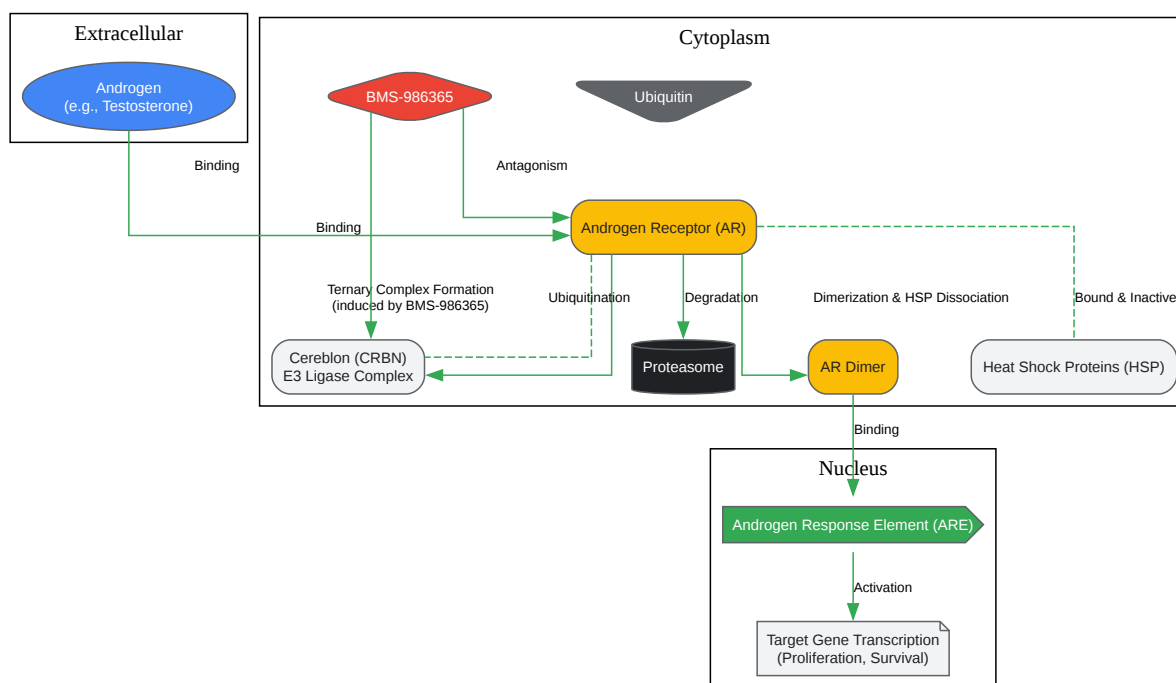 Extracellular
Cytoplasm
Androgen
(e.g., Testosterone)
BMS-986365
Ubiquitin
Binding
Antagonism
Binding
Androgen Receptor (AR)
Ternary Complex Formation
(induced by BMS-986365)
Ubiquitination
Degradation
Dimerization & HSP Dissociation
Bound & Inactive
Cereblon (CRBN)
E3 Ligase Complex
Proteasome
AR Dimer
Heat Shock Proteins (HSP)
Binding
Nucleus
Androgen Response Element (ARE)
Activation
Target Gene Transcription
(Proliferation, Survival)